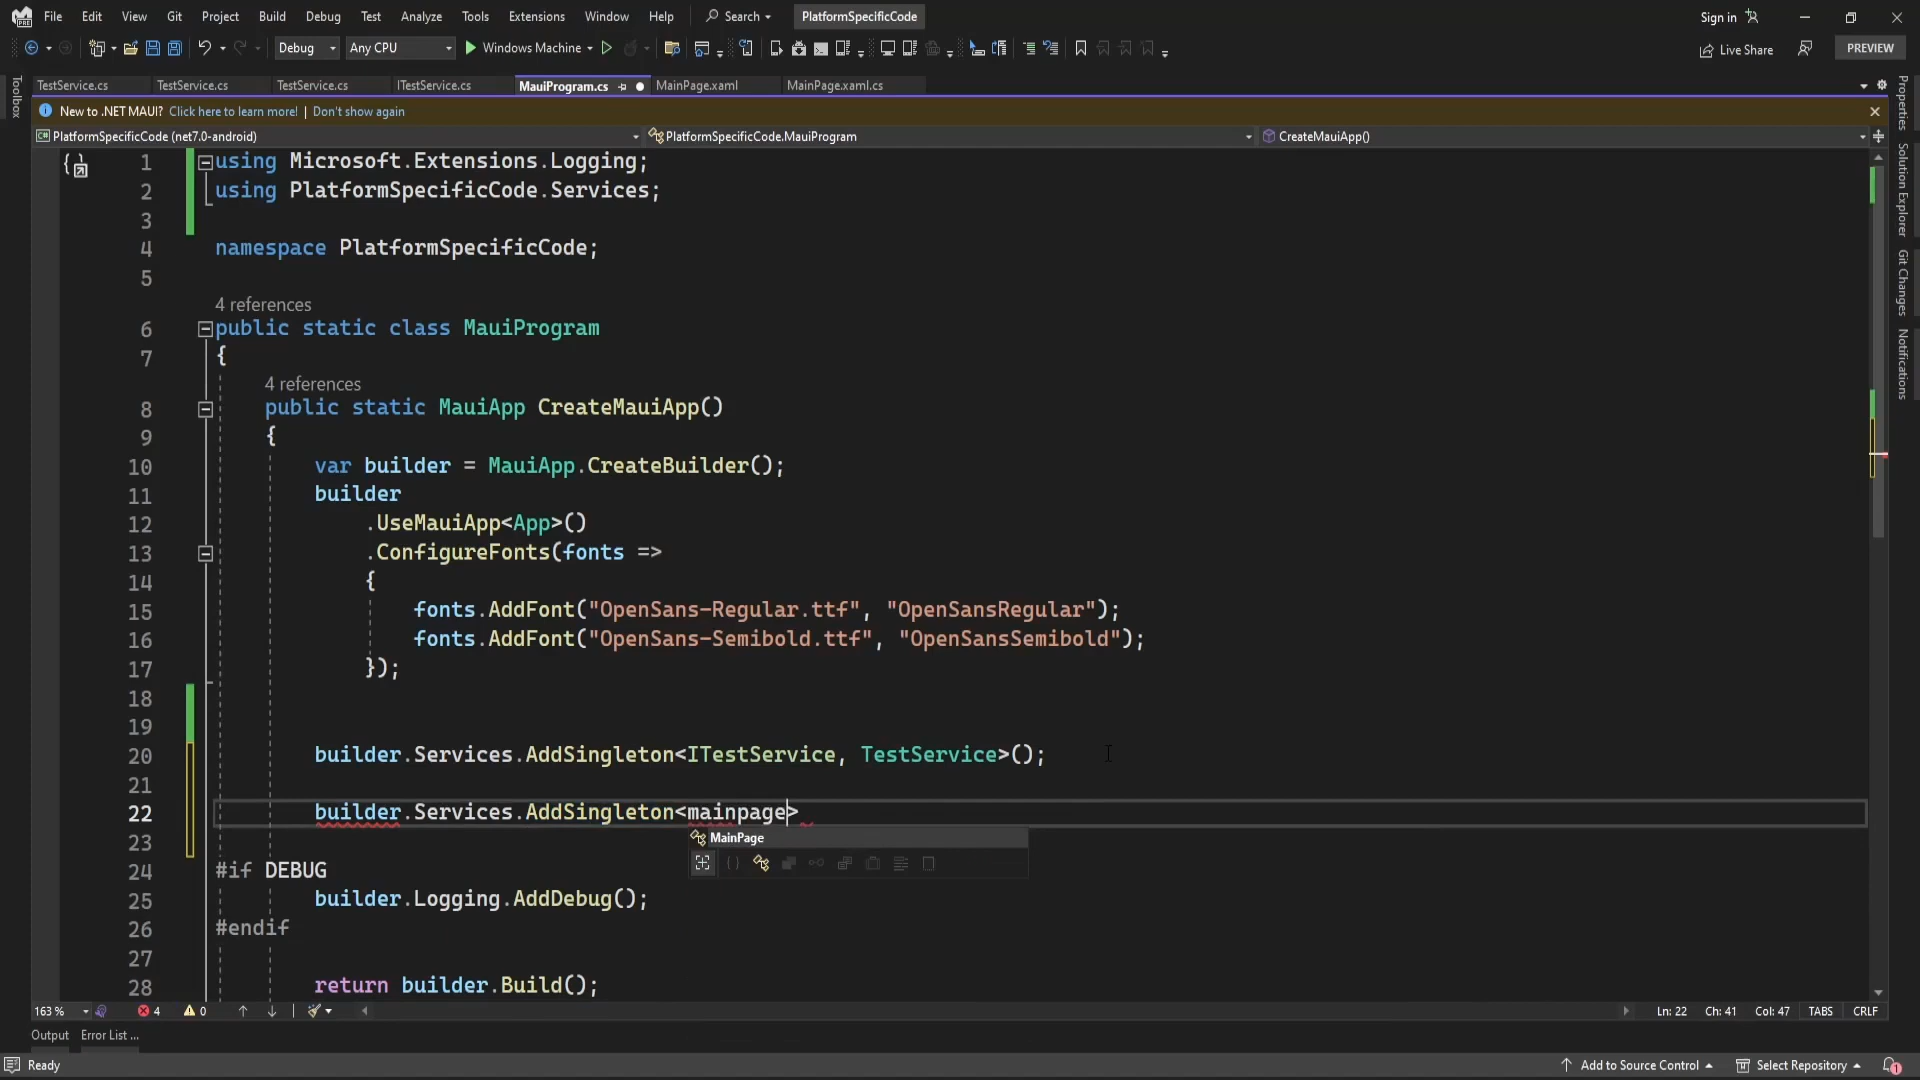 File Edit View Git Project Build Debug Test Analyze Tools Extensions Window Help Search PlatformSpecificCode Sign in
Debug Any CPU Windows Machine Live Share PREVIEW
TestService.cs TestService.cs TestService.cs ITestService.cs MauiProgram.cs MainPage.xaml MainPage.xaml.cs
New to .NET MAUI? Click here to learn more! | Don't show again
PlatformSpecificCode (net7.0-android) PlatformSpecificCode.MauiProgram CreateMauiApp()
Toolbox
Properties
Solution Explorer
Git Changes
Notifications
1 using Microsoft.Extensions.Logging;
2 using PlatformSpecificCode.Services;
3
4 namespace PlatformSpecificCode;
5
4 references
6 public static class MauiProgram
7 {
4 references
8 public static MauiApp CreateMauiApp()
9 {
10 var builder = MauiApp.CreateBuilder();
11 builder
12 .UseMauiApp<App>()
13 .ConfigureFonts(fonts =>
14 {
15 fonts.AddFont("OpenSans-Regular.ttf", "OpenSansRegular");
16 fonts.AddFont("OpenSans-Semibold.ttf", "OpenSansSemibold");
17 });
18
19
20 builder.Services.AddSingleton<ITestService, TestService>();
21
22 builder.Services.AddSingleton<mainpage>
23 MainPage
24 #if DEBUG
25 builder.Logging.AddDebug();
26 #endif
27
28 return builder.Build();
163 % 4 0 Ln: 22 Ch: 41 Col: 47 TABS CRLF
Output Error List ...
Ready Add to Source Control Select Repository 1